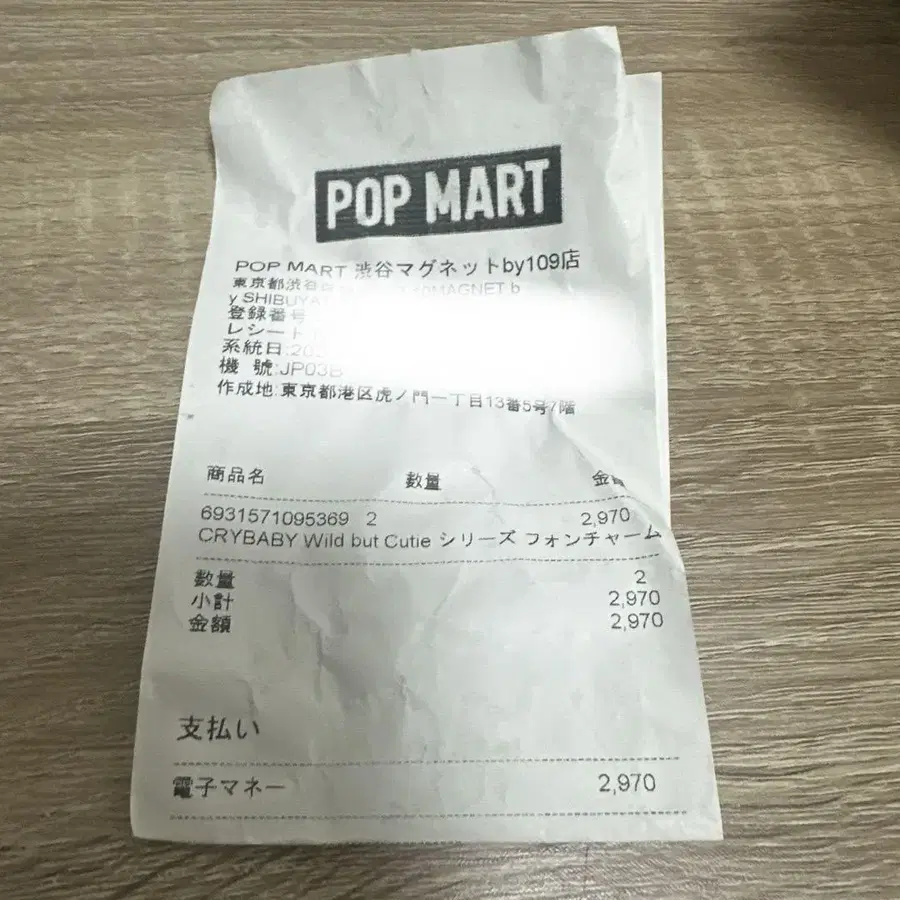 POP MART
POP MART 渋谷マグネットby109店
東京都渋谷 MAGNET b
y SHIBUYA
登録番号
レシート
系統日:20
機 號:JP03B
作成地:東京都港区虎ノ門一丁目13番5号7階
商品名 数量 金額
6931571095369 2 2,970
CRYBABY Wild but Cutie シリーズ フォンチャーム
数量 2
小計 2,970
金額 2,970
支払い
電子マネー 2,970